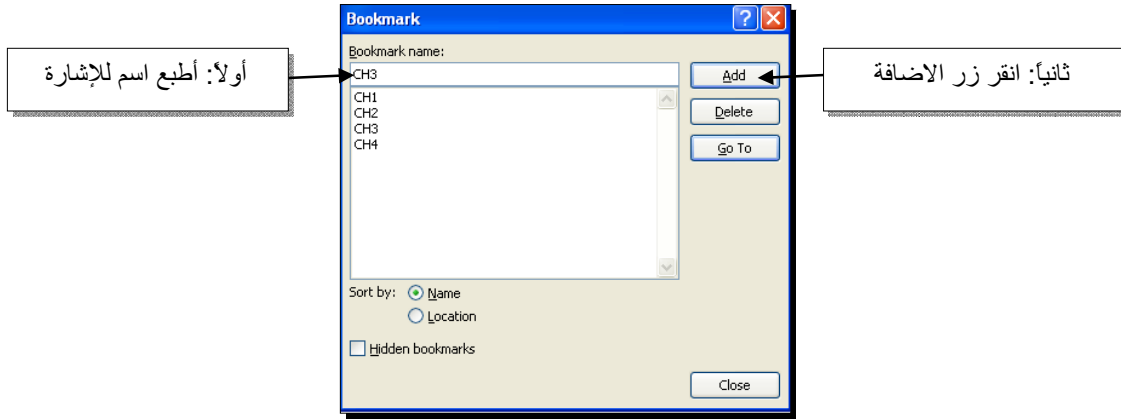 Bookmark
Bookmark name:
أولاً: أطبع اسم للإشارة
CH3
Add
ثانياً: انقر زر الاضافة
CH1
CH2
CH3
CH4
Delete
Go To
Sort by:
Name
Location
Hidden bookmarks
Close